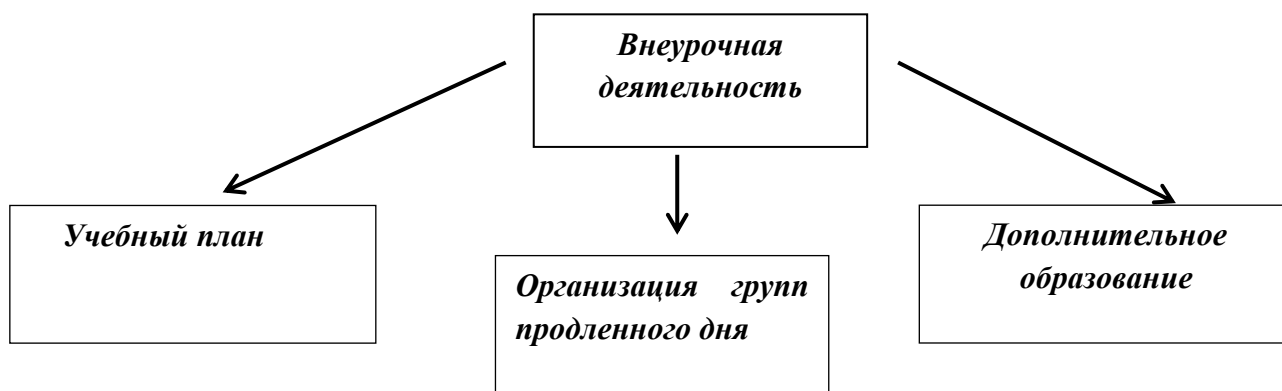 Внеурочная
деятельность
Учебный план
Организация групп
продленного дня
Дополнительное
образование